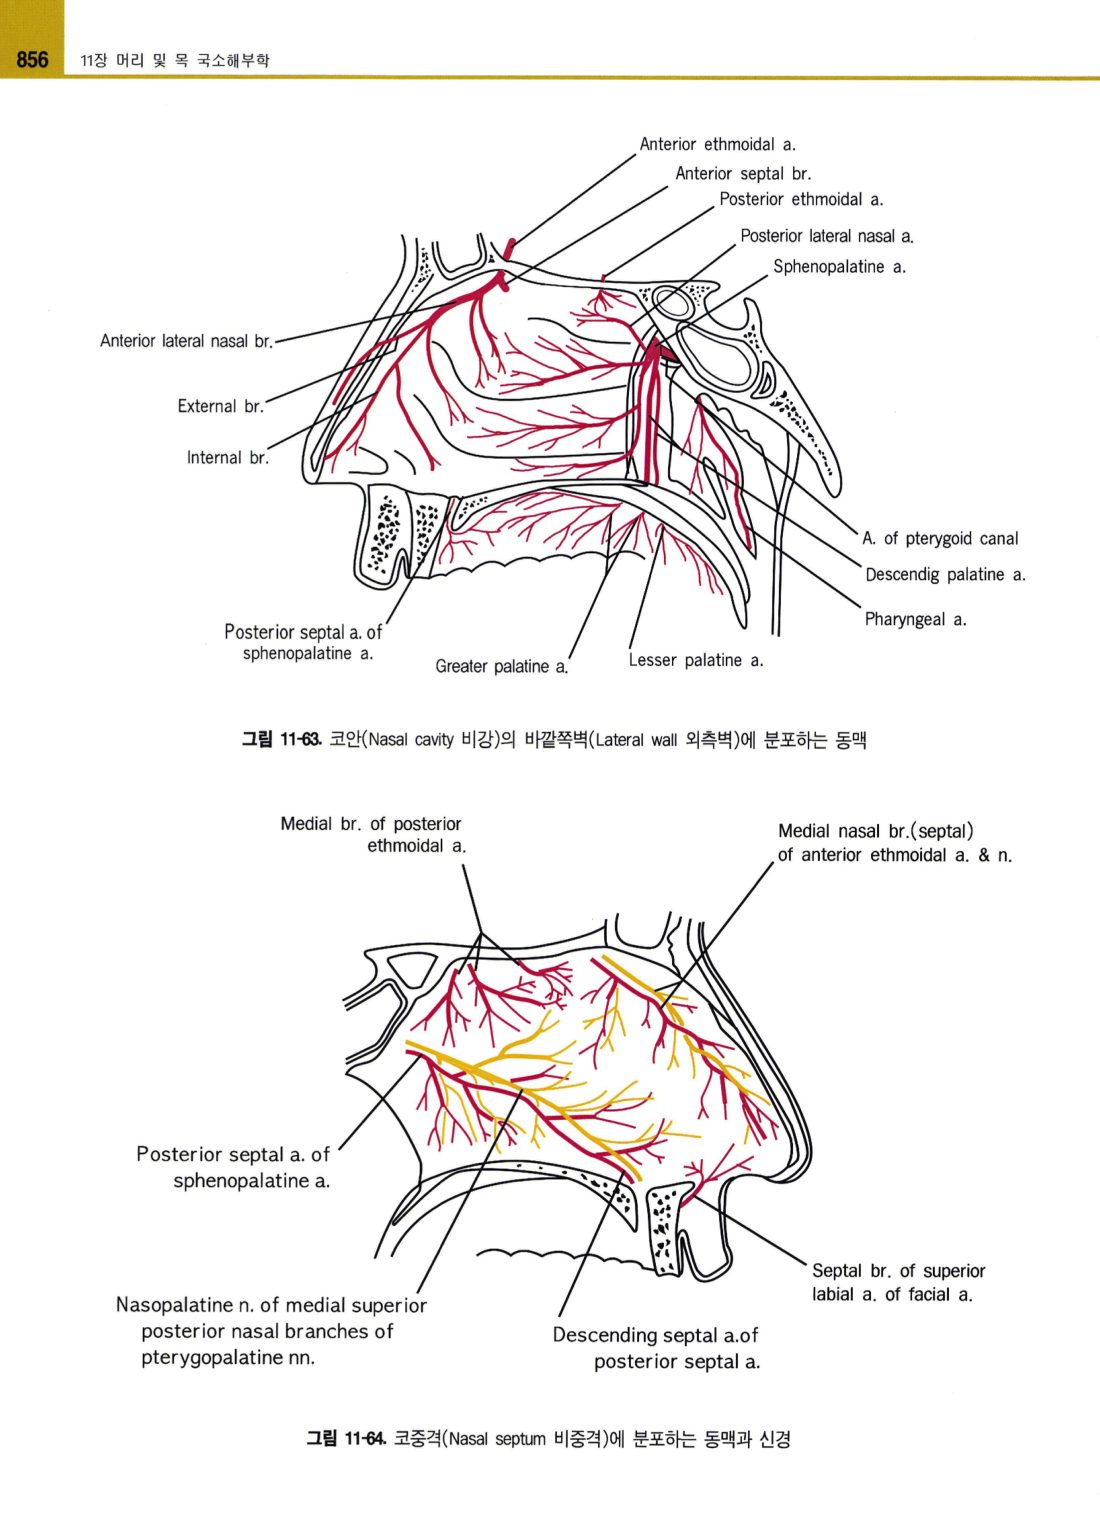 856
11장 머리 및 목 국소해부학
Anterior ethmoidal a.
Anterior septal br.
Posterior ethmoidal a.
Posterior lateral nasal a.
Sphenopalatine a.
Anterior lateral nasal br.
External br.
Internal br.
A. of pterygoid canal
Descendig palatine a.
Pharyngeal a.
Posterior septal a. of
sphenopalatine a.
Greater palatine a.
Lesser palatine a.
그림 11-63. 코안(Nasal cavity 비강)의 바깥쪽벽(Lateral wall 외측벽)에 분포하는 동맥
Medial br. of posterior
ethmoidal a.
Medial nasal br.(septal)
of anterior ethmoidal a. & n.
Posterior septal a. of
sphenopalatine a.
Septal br. of superior
labial a. of facial a.
Nasopalatine n. of medial superior
posterior nasal branches of
pterygopalatine nn.
Descending septal a.of
posterior septal a.
그림 11-64. 코중격(Nasal septum 비중격)에 분포하는 동맥과 신경